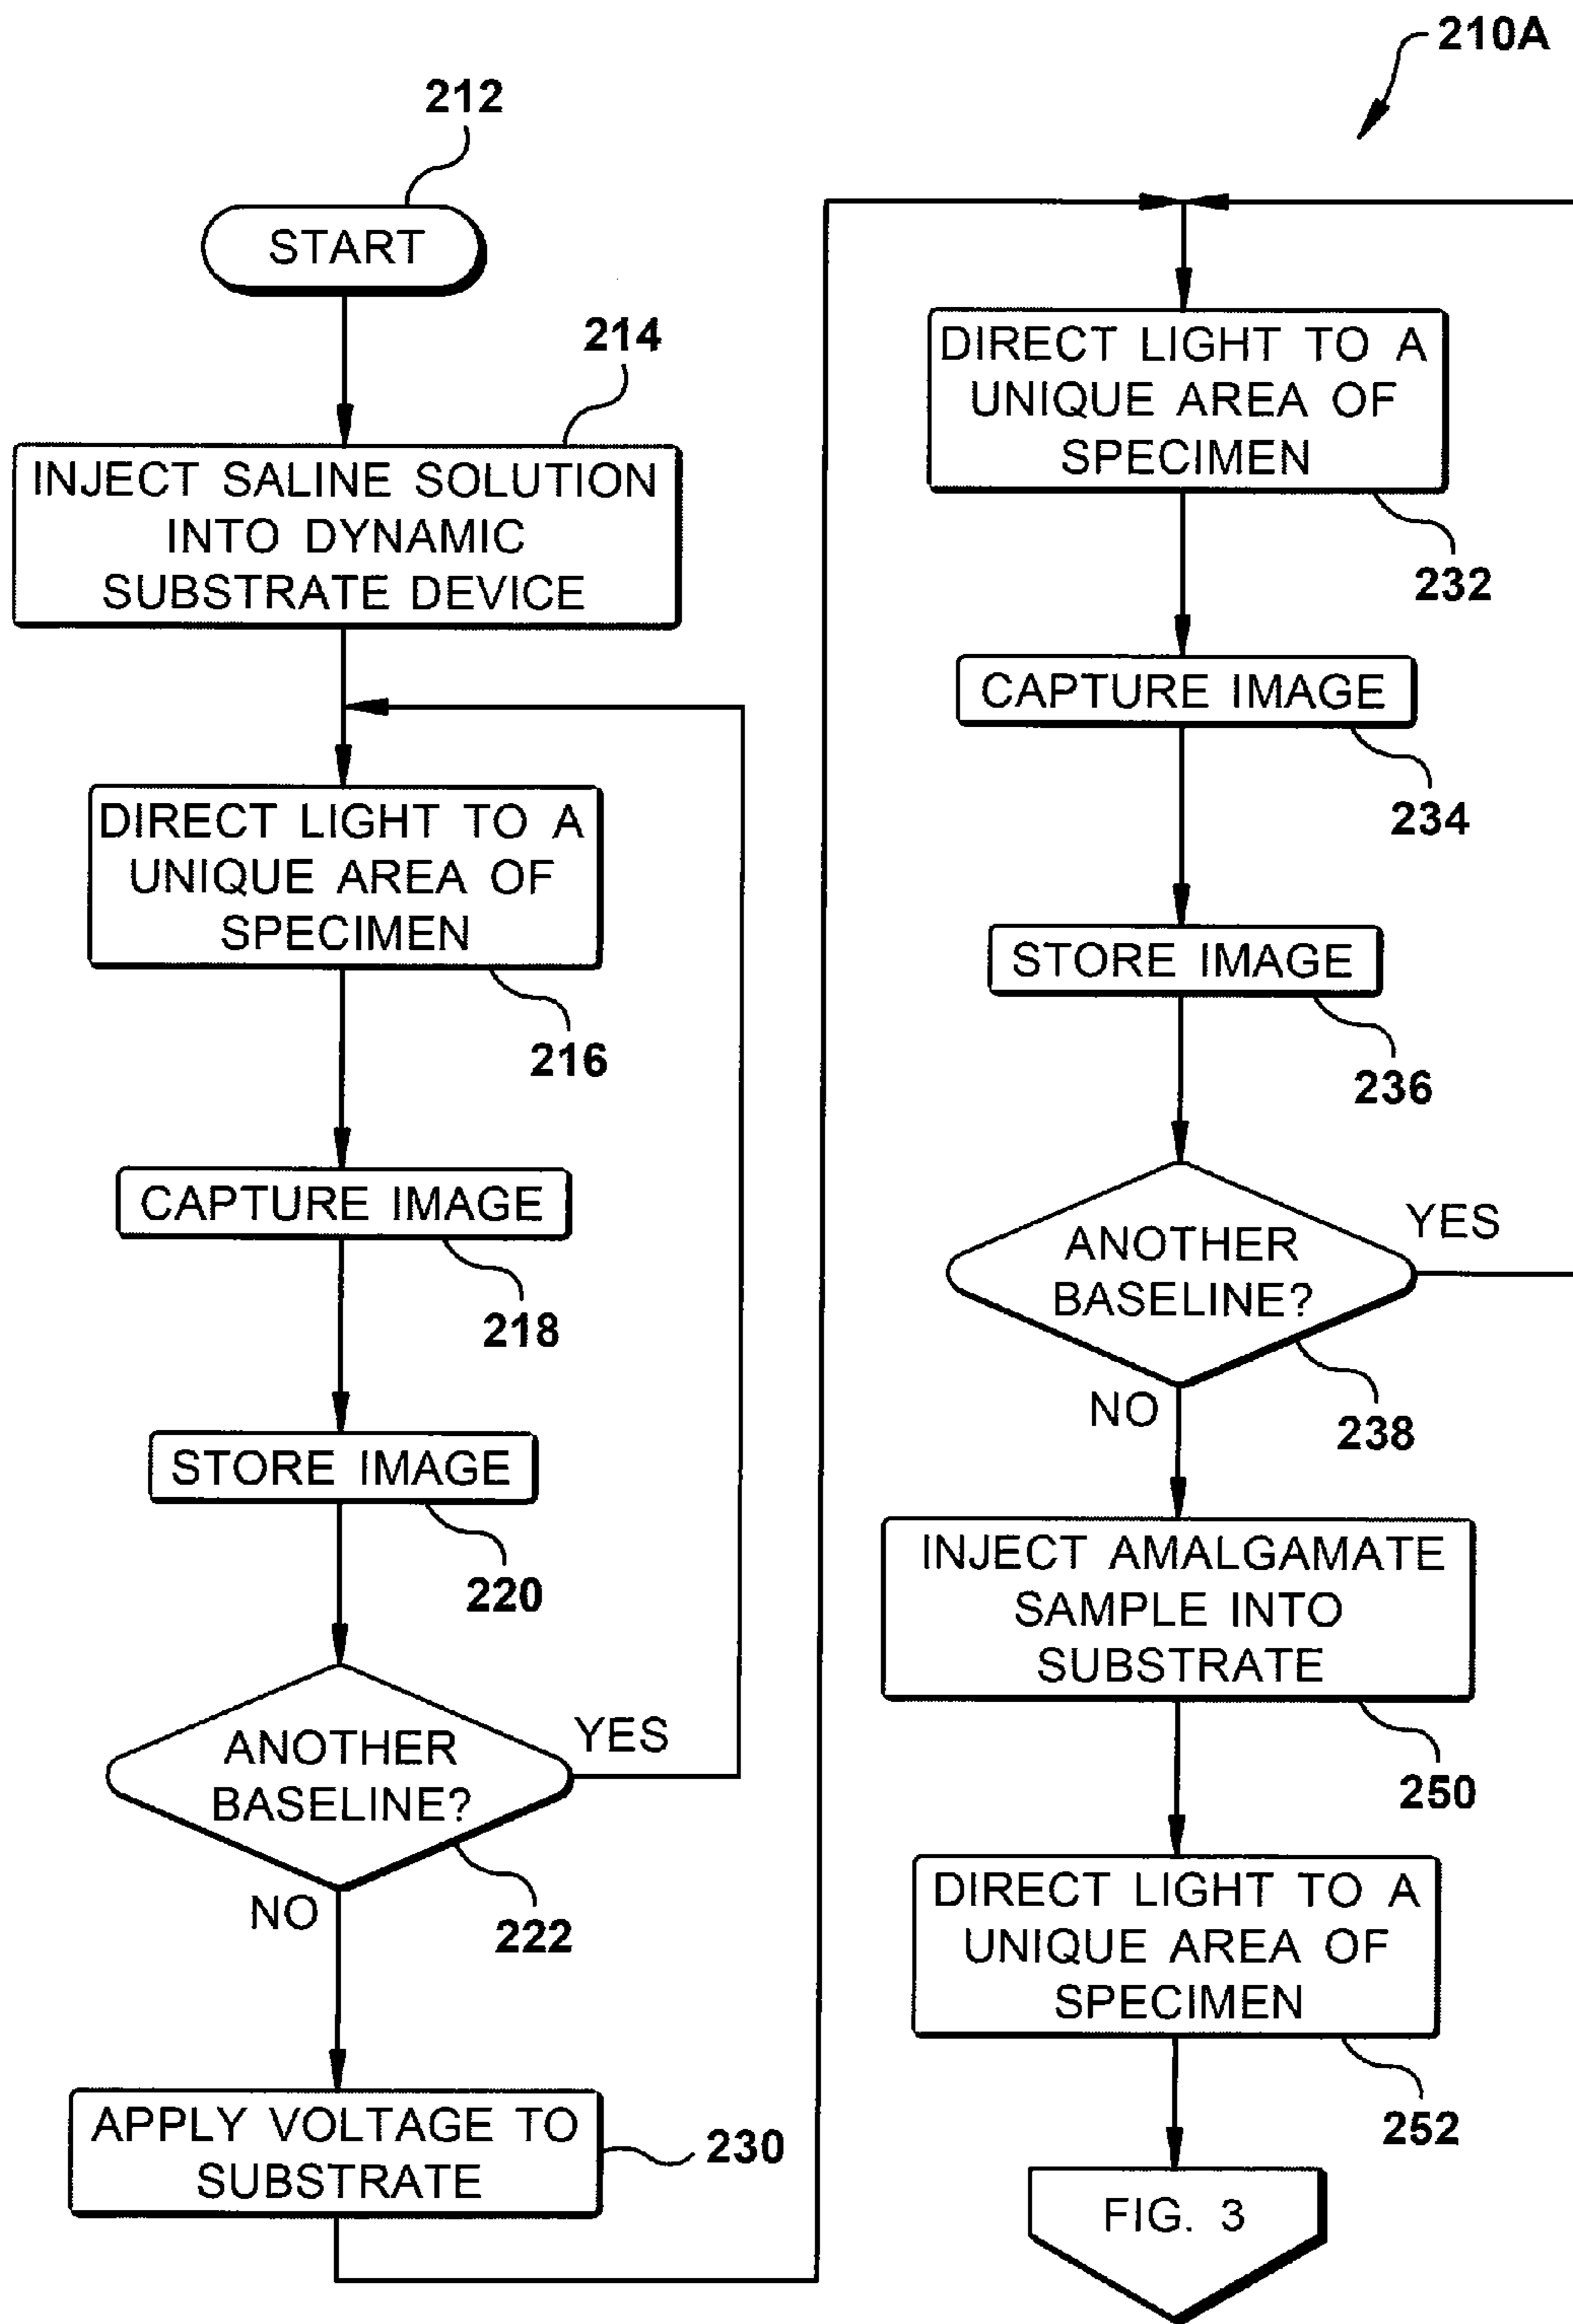 210A
212
START
214
INJECT SALINE SOLUTION
INTO DYNAMIC
SUBSTRATE DEVICE
DIRECT LIGHT TO A
UNIQUE AREA OF
SPECIMEN
216
CAPTURE IMAGE
218
STORE IMAGE
220
ANOTHER
BASELINE?
YES
NO
222
APPLY VOLTAGE TO
SUBSTRATE
230
DIRECT LIGHT TO A
UNIQUE AREA OF
SPECIMEN
232
CAPTURE IMAGE
234
STORE IMAGE
236
ANOTHER
BASELINE?
YES
NO
238
INJECT AMALGAMATE
SAMPLE INTO
SUBSTRATE
250
DIRECT LIGHT TO A
UNIQUE AREA OF
SPECIMEN
252
FIG. 3